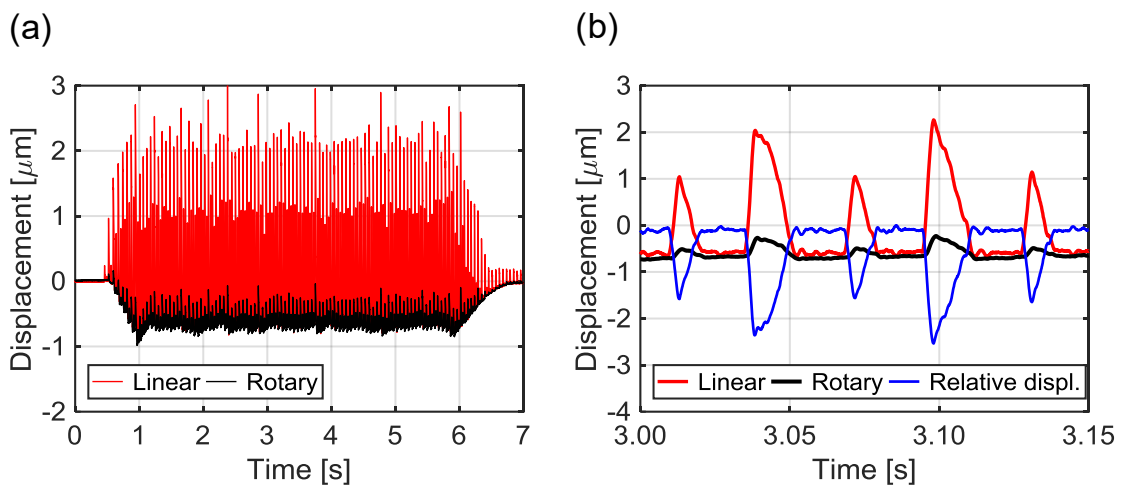 (a)
(b)
Displacement [μm]
3
2
1
0
-1
-2
Linear
Rotary
0
1
2
3
4
5
6
7
Time [s]
Displacement [μm]
3
2
1
0
-1
-2
-3
-4
Linear
Rotary
Relative displ.
3.00
3.05
3.10
3.15
Time [s]